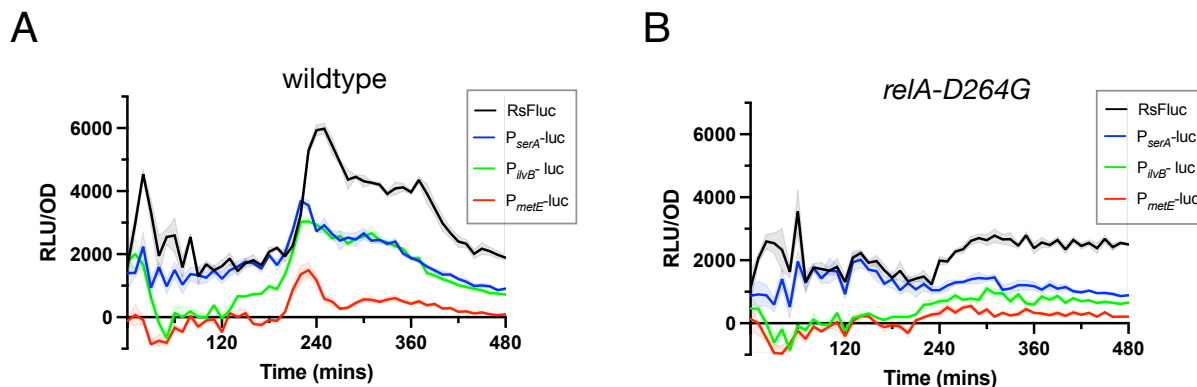 A
wildtype
RsFluc
PserA-luc
PilvB- luc
PmetE-luc
RLU/OD
6000
4000
2000
0
120
240
360
480
Time (mins)
B
relA-D264G
RsFluc
PserA-luc
PilvB- luc
PmetE-luc
RLU/OD
6000
4000
2000
0
120
240
360
480
Time (mins)